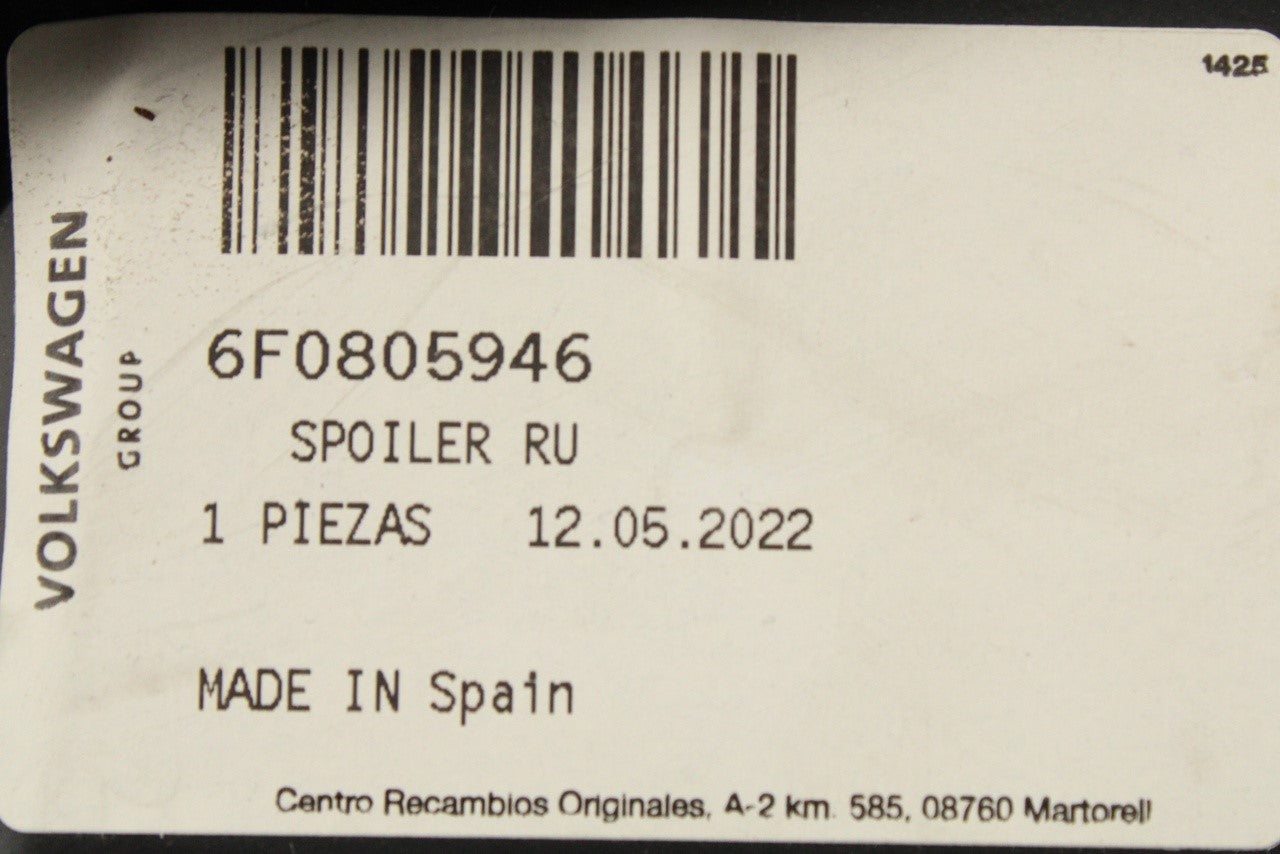 1425
VOLKSWAGEN
GROUP
6F0805946
SPOILER RU
1 PIEZAS 12.05.2022
MADE IN Spain
Centro Recambios Originales, A-2 km. 585, 08760 Martorell